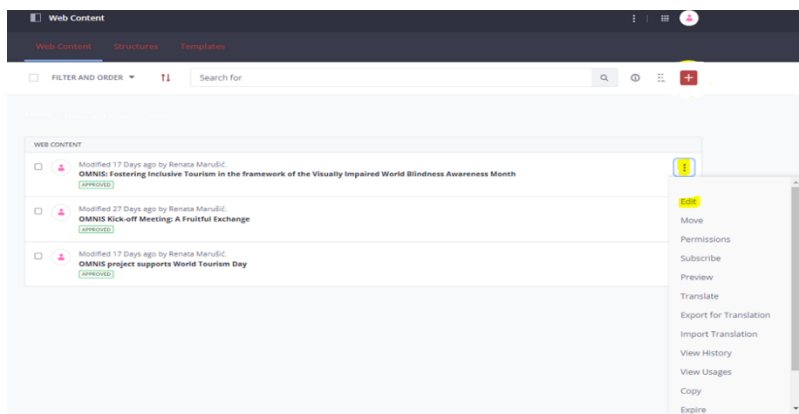 Web Content
Web Content Structures Templates
FILTER AND ORDER Search for
WEB CONTENT
Modified 17 Days ago by Renata Marušić.
OMNIS: Fostering Inclusive Tourism in the framework of the Visually Impaired World Blindness Awareness Month
APPROVED
Modified 27 Days ago by Renata Marušić.
OMNIS Kick-off Meeting: A Fruitful Exchange
APPROVED
Modified 17 Days ago by Renata Marušić.
OMNIS project supports World Tourism Day
APPROVED
Edit
Move
Permissions
Subscribe
Preview
Translate
Export for Translation
Import Translation
View History
View Usages
Copy
Expire